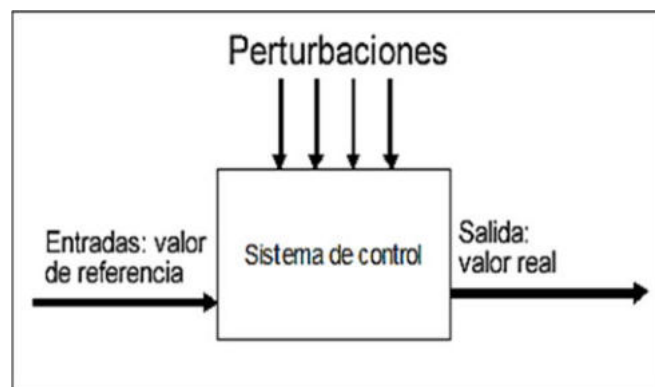 Perturbaciones
Entradas: valor
de referencia
Sistema de control
Salida:
valor real